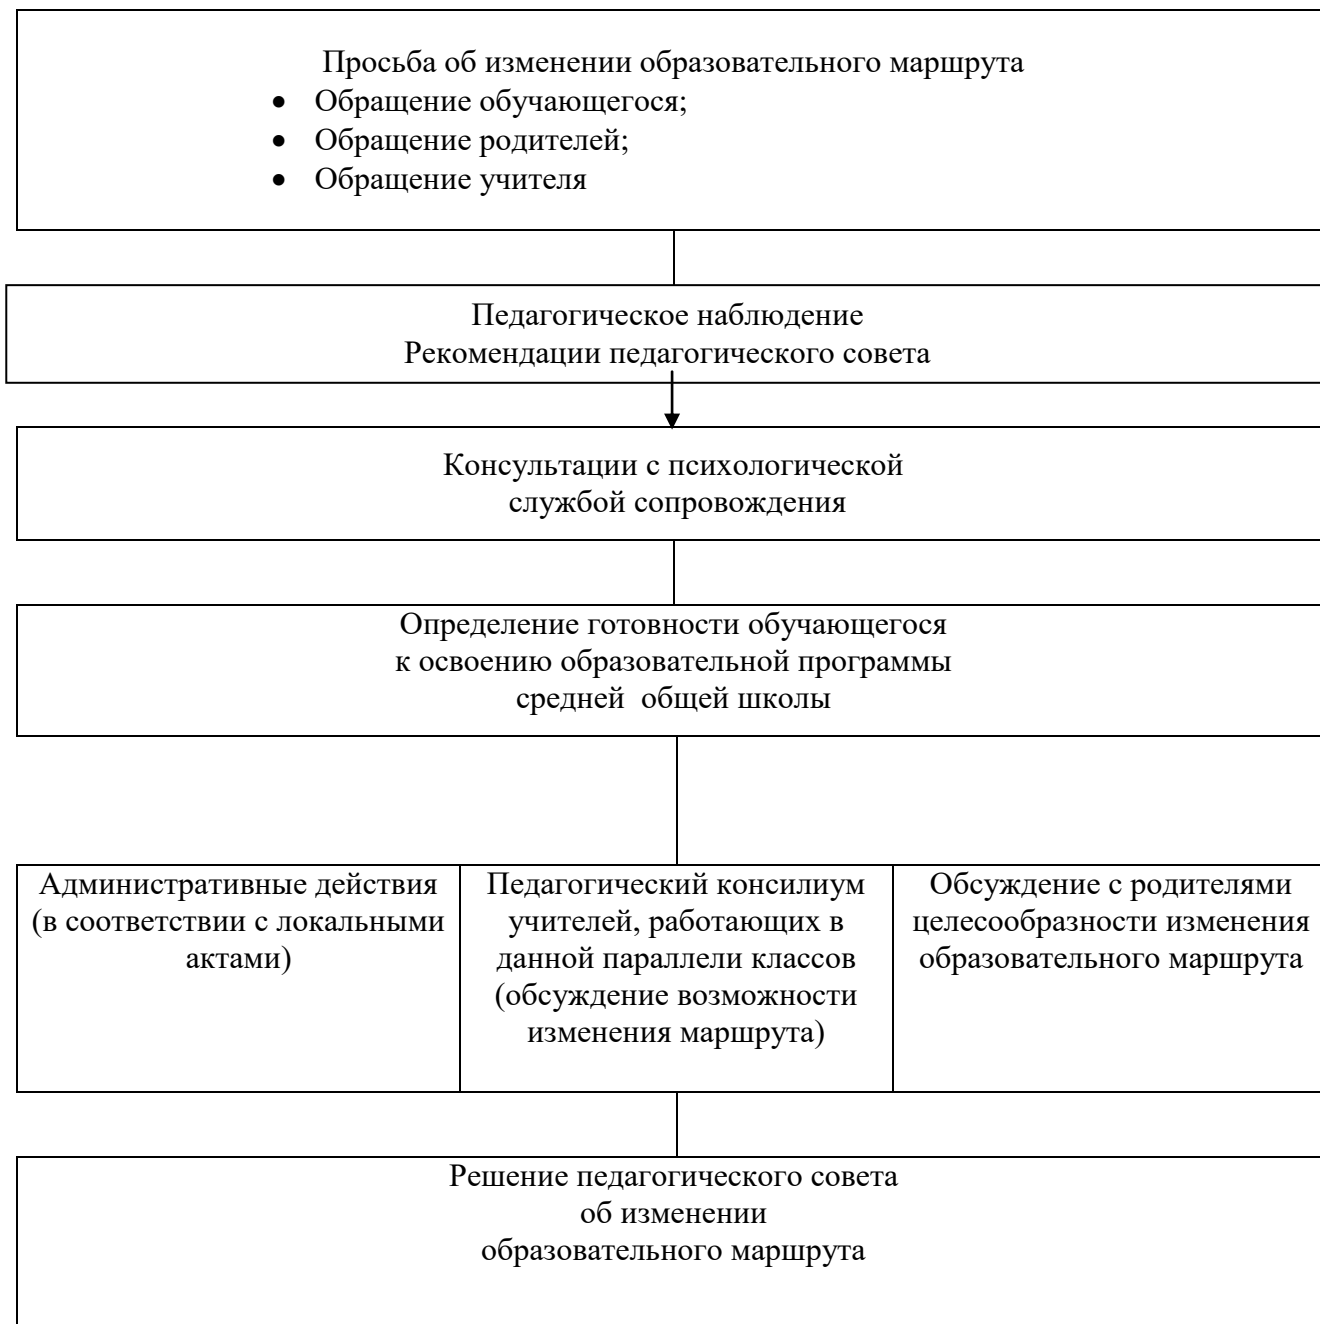 Просьба об изменении образовательного маршрута
• Обращение обучающегося;
• Обращение родителей;
• Обращение учителя
Педагогическое наблюдение
Рекомендации педагогического совета
Консультации с психологической
службой сопровождения
Определение готовности обучающегося
к освоению образовательной программы
средней общей школы
Административные действия
(в соответствии с локальными
актами)
Педагогический консилиум
учителей, работающих в
данной параллели классов
(обсуждение возможности
изменения маршрута)
Обсуждение с родителями
целесообразности изменения
образовательного маршрута
Решение педагогического совета
об изменении
образовательного маршрута